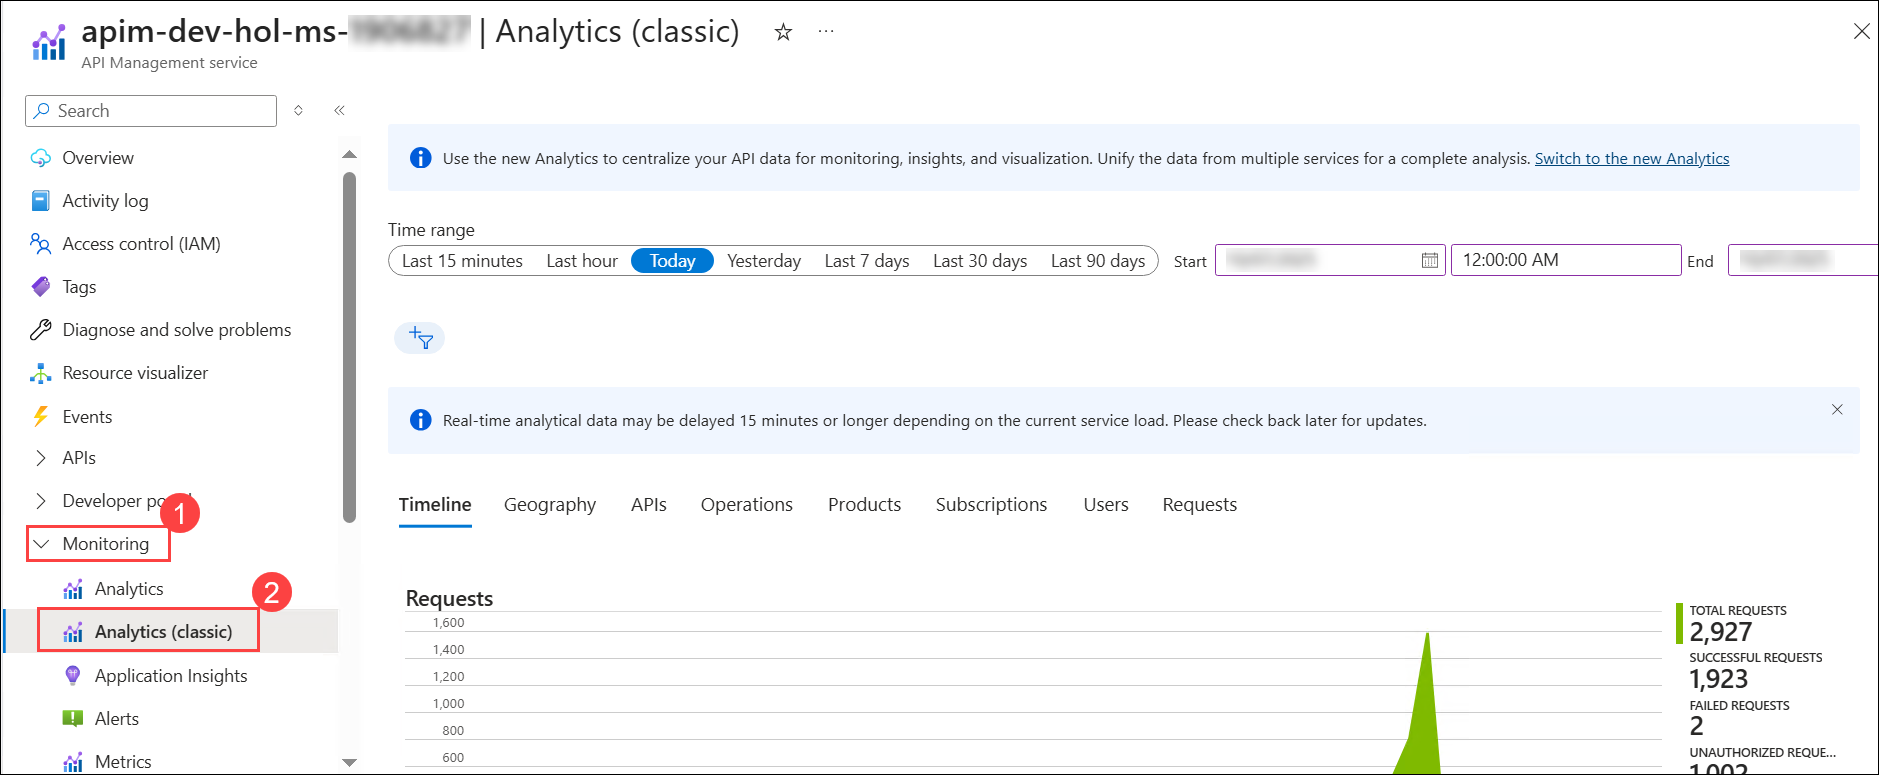 apim-dev-hol-ms- | Analytics (classic)
API Management service
Search
Overview
Activity log
Access control (IAM)
Tags
Diagnose and solve problems
Resource visualizer
Events
APIs
Developer
1
Monitoring
Analytics
2
Analytics (classic)
Application Insights
Alerts
Metrics
Use the new Analytics to centralize your API data for monitoring, insights, and visualization. Unify the data from multiple services for a complete analysis. Switch to the new Analytics
Time range
Last 15 minutes Last hour Today Yesterday Last 7 days Last 30 days Last 90 days Start 12:00:00 AM End
Real-time analytical data may be delayed 15 minutes or longer depending on the current service load. Please check back later for updates.
Timeline Geography APIs Operations Products Subscriptions Users Requests
Requests
1,600
1,400
1,200
1,000
800
600
TOTAL REQUESTS
2,927
SUCCESSFUL REQUESTS
1,923
FAILED REQUESTS
2
UNAUTHORIZED REQUE...
1,002